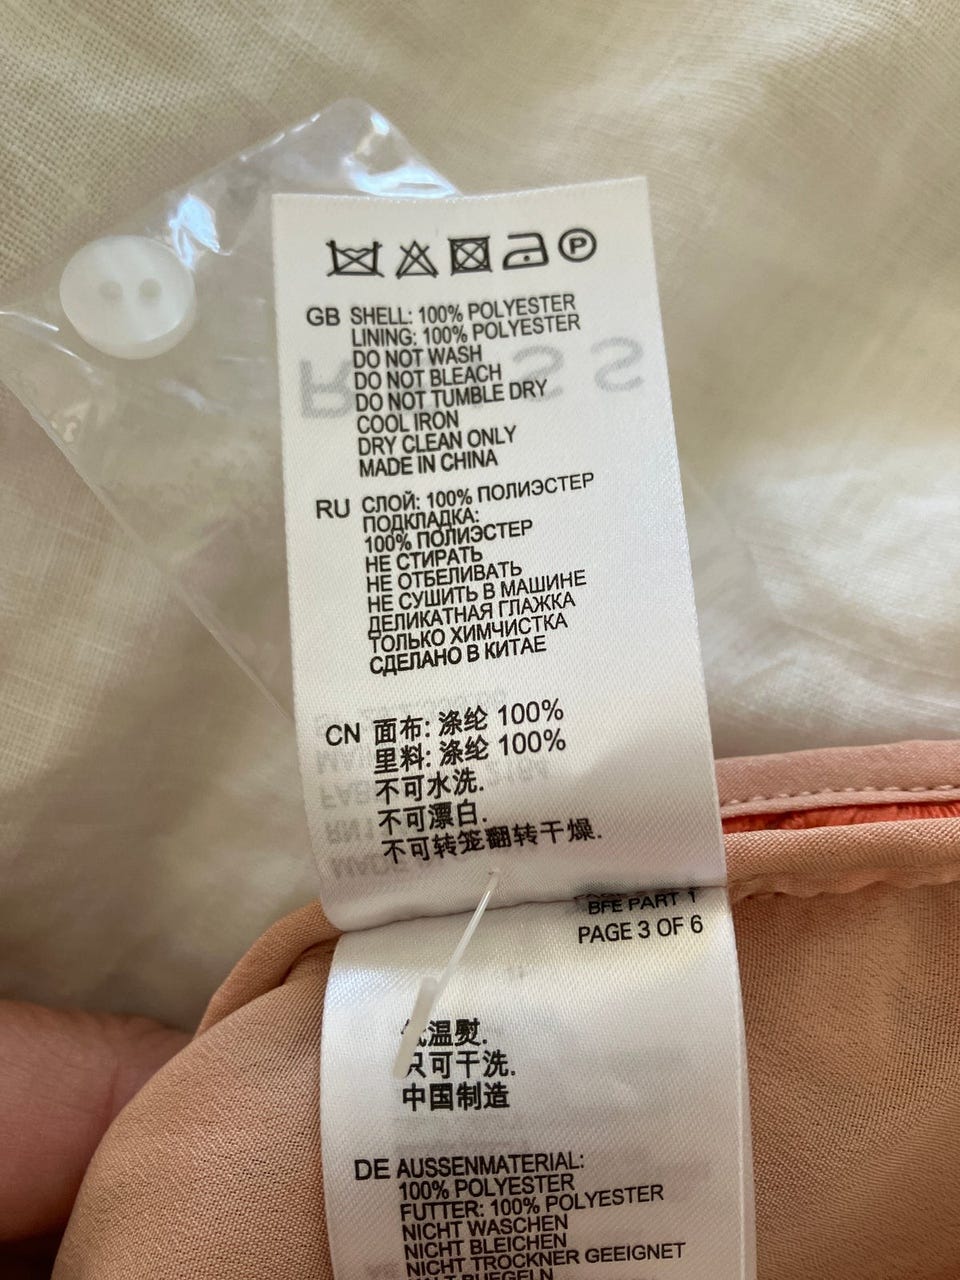 P
GB SHELL: 100% POLYESTER
LINING: 100% POLYESTER
DO NOT WASH
DO NOT BLEACH
DO NOT TUMBLE DRY
COOL IRON
DRY CLEAN ONLY
MADE IN CHINA
RU СЛОЙ: 100% ПОЛИЭСТЕР
ПОДКЛАДКА:
100% ПОЛИЭСТЕР
НЕ СТИРАТЬ
НЕ ОТБЕЛИВАТЬ
НЕ СУШИТЬ В МАШИНЕ
ДЕЛИКАТНАЯ ГЛАЖКА
ТОЛЬКО ХИМЧИСТКА
СДЕЛАНО В КИТАЕ
CN 面布: 涤纶 100%
里料: 涤纶 100%
不可水洗.
不可漂白.
不可转笼翻转干燥.
BFE PART 1
PAGE 3 OF 6
低温熨.
只可干洗.
中国制造
DE AUSSENMATERIAL:
100% POLYESTER
FUTTER: 100% POLYESTER
NICHT WASCHEN
NICHT BLEICHEN
NICHT TROCKNER GEEIGNET